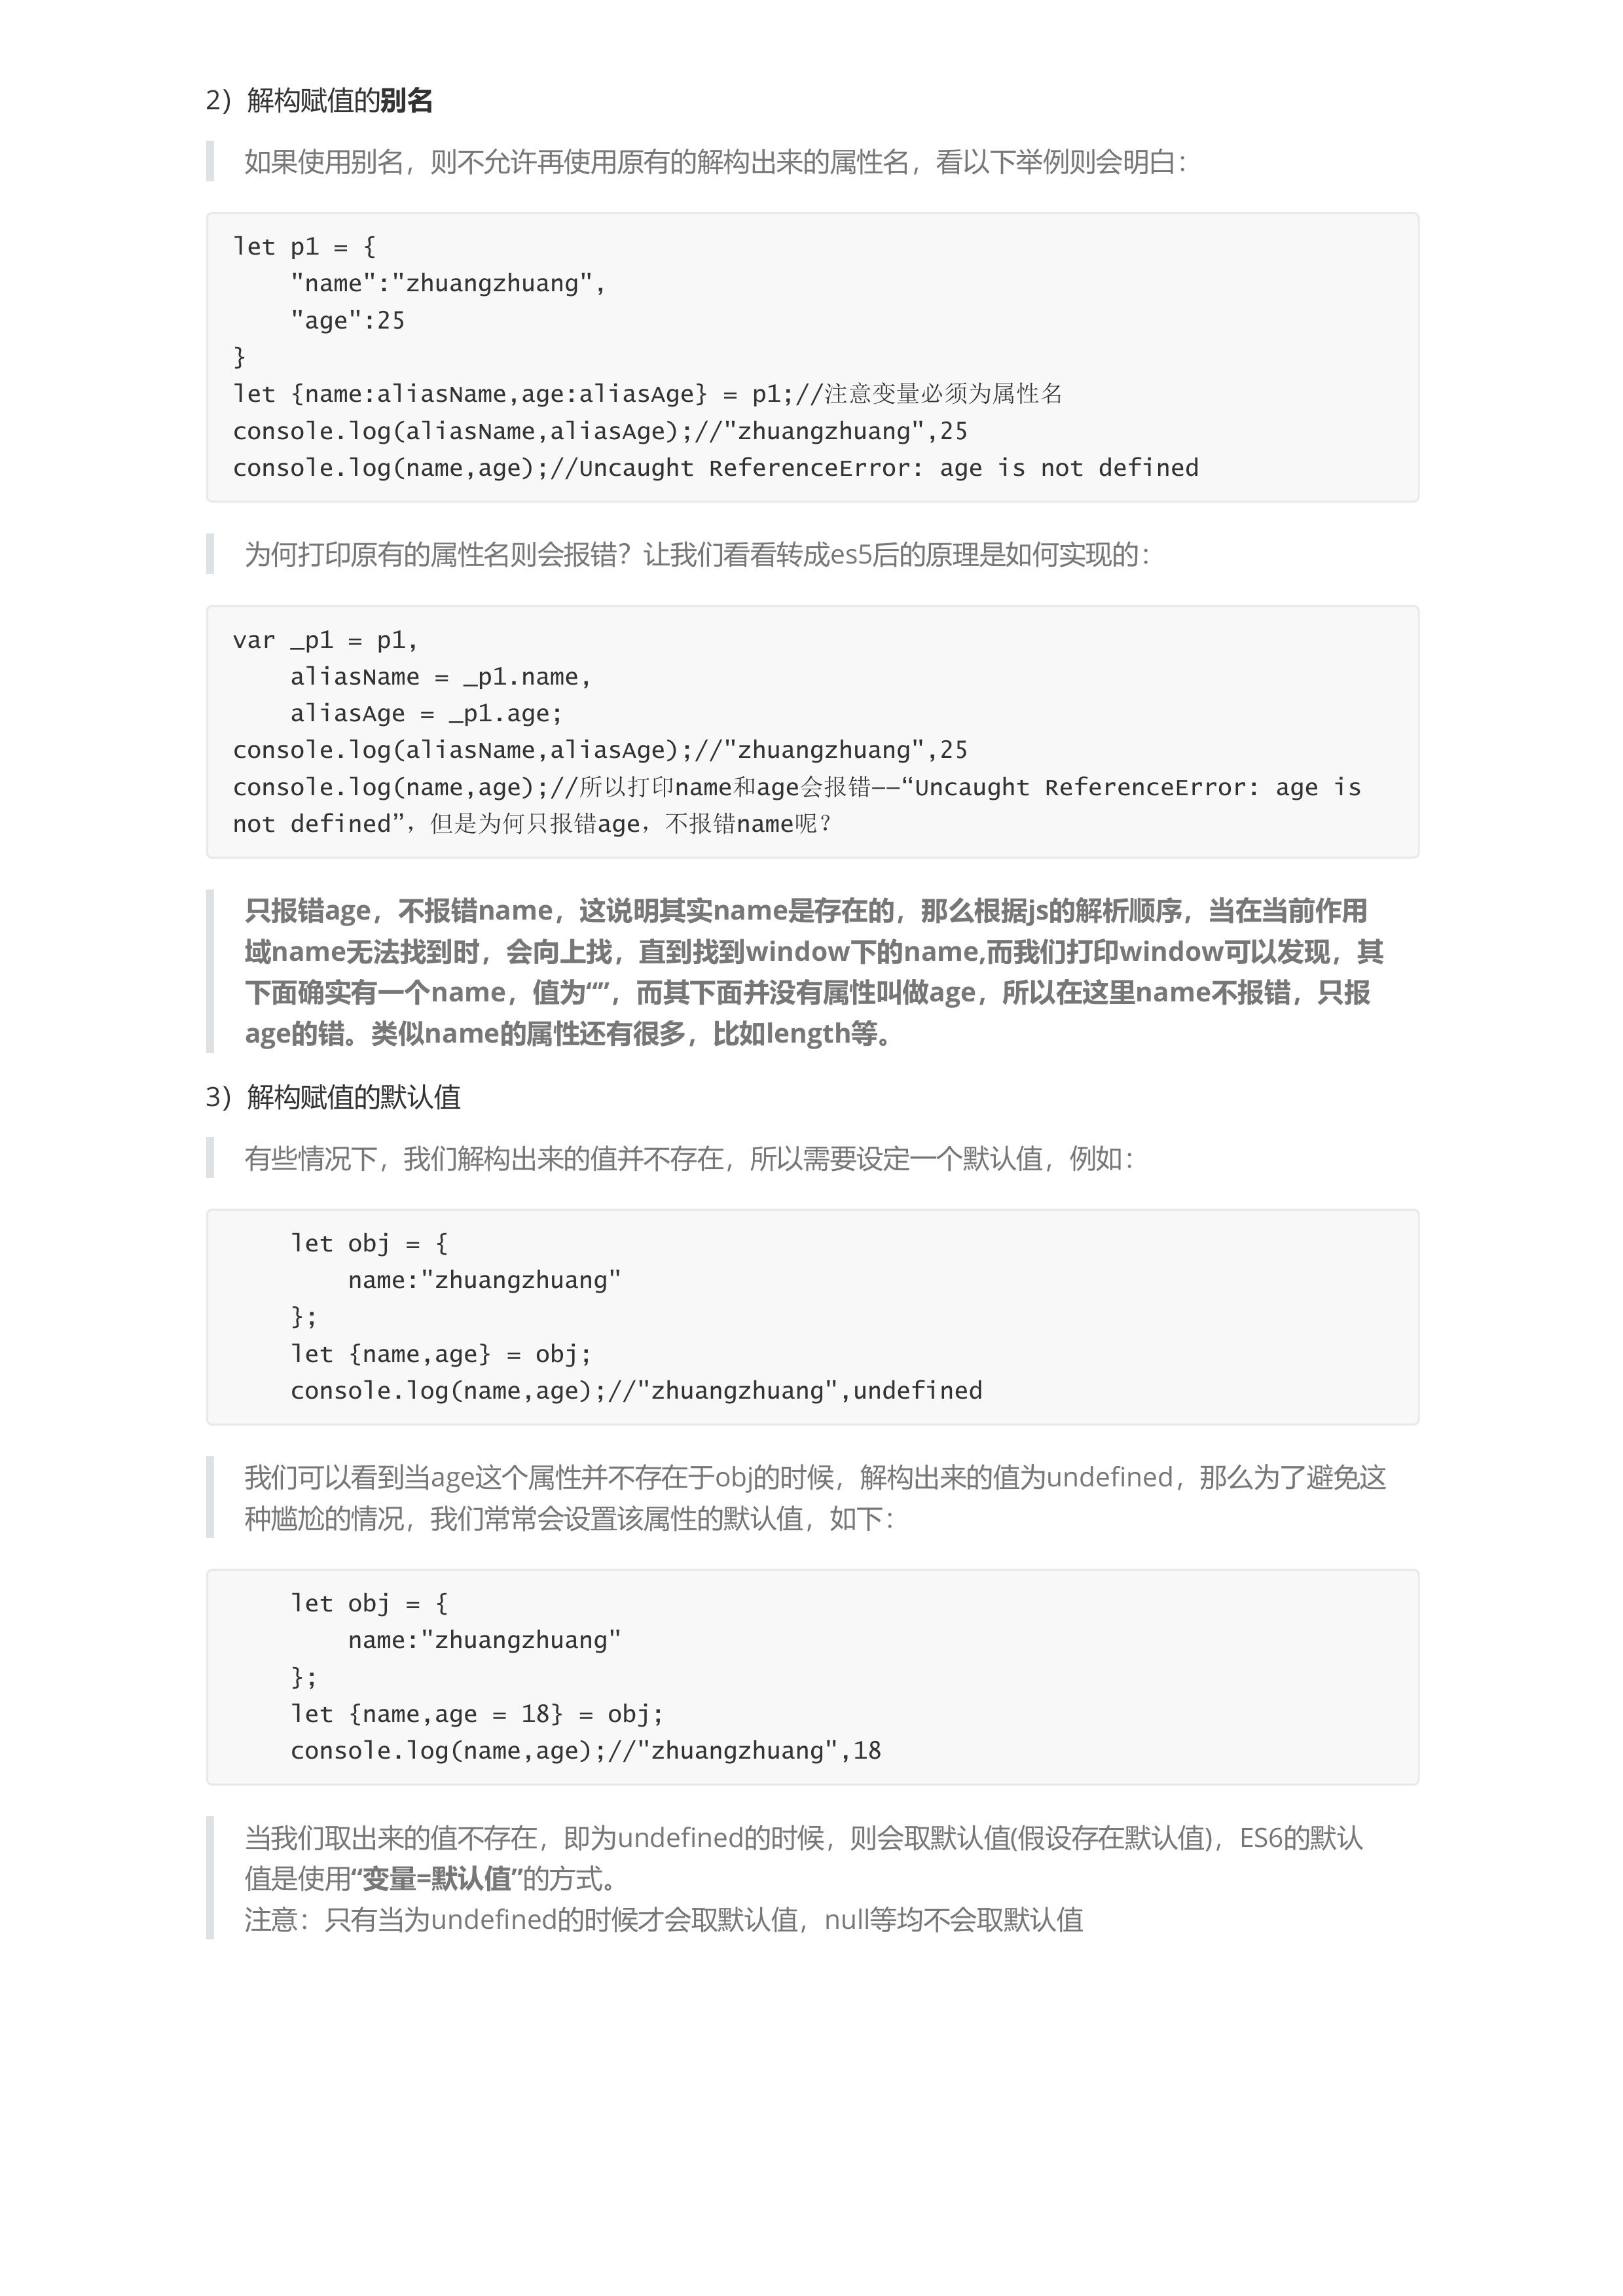 2）解构赋值的别名
如果使用别名，则不允许再使用原有的解构出来的属性名，看以下举例则会明白：
let p1 = {
    "name":"zhuangzhuang",
    "age":25
}
let {name:aliasName,age:aliasAge} = p1;//注意变量必须为属性名
console.log(aliasName,aliasAge);//"zhuangzhuang",25
console.log(name,age);//Uncaught ReferenceError: age is not defined
为何打印原有的属性名则会报错？让我们看看转成es5后的原理是如何实现的：
var _p1 = p1,
    aliasName = _p1.name,
    aliasAge = _p1.age;
console.log(aliasName,aliasAge);//"zhuangzhuang",25
console.log(name,age);//所以打印name和age会报错——“Uncaught ReferenceError: age is
not defined”，但是为何只报错age，不报错name呢？
只报错age，不报错name，这说明其实name是存在的，那么根据js的解析顺序，当在当前作用
域name无法找到时，会向上找，直到找到window下的name,而我们打印window可以发现，其
下面确实有一个name，值为“”，而其下面并没有属性叫做age，所以在这里name不报错，只报
age的错。类似name的属性还有很多，比如length等。
3）解构赋值的默认值
有些情况下，我们解构出来的值并不存在，所以需要设定一个默认值，例如：
    let obj = {
        name:"zhuangzhuang"
    };
    let {name,age} = obj;
    console.log(name,age);//"zhuangzhuang",undefined
我们可以看到当age这个属性并不存在于obj的时候，解构出来的值为undefined，那么为了避免这
种尴尬的情况，我们常常会设置该属性的默认值，如下：
    let obj = {
        name:"zhuangzhuang"
    };
    let {name,age = 18} = obj;
    console.log(name,age);//"zhuangzhuang",18
当我们取出来的值不存在，即为undefined的时候，则会取默认值(假设存在默认值)，ES6的默认
值是使用“变量=默认值”的方式。
注意：只有当为undefined的时候才会取默认值，null等均不会取默认值